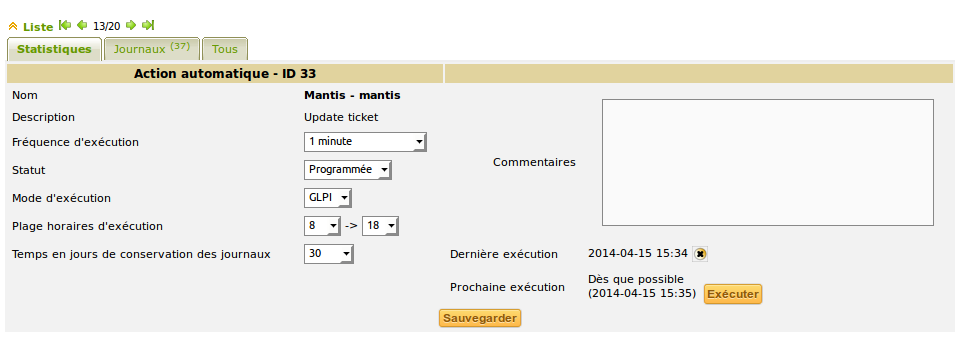 Liste 13/20
Statistiques Journaux (37) Tous
Action automatique - ID 33
Nom Mantis - mantis
Description Update ticket
Fréquence d'exécution 1 minute
Statut Programmée
Commentaires
Mode d'exécution GLPI
Plage horaires d'exécution 8 -> 18
Temps en jours de conservation des journaux 30
Dernière exécution 2014-04-15 15:34
Prochaine exécution Dès que possible
(2014-04-15 15:35) Exécuter
Sauvegarder